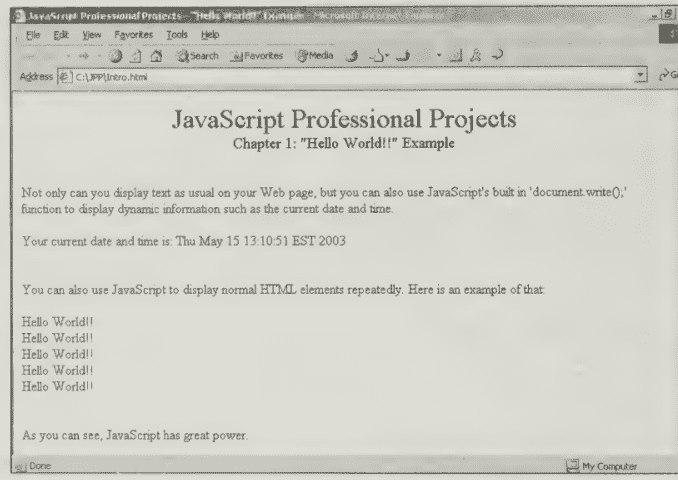 JavaScript Professional Projects - "Hello World!!" Example - Microsoft Internet Explorer
File Edit View Favorites Tools Help
Search Favorites Media
Address C:\JPP\Intro.html Go
JavaScript Professional Projects
Chapter 1: "Hello World!!" Example
Not only can you display text as usual on your Web page, but you can also use JavaScript's built in 'document.write();'
function to display dynamic information such as the current date and time.
Your current date and time is: Thu May 15 13:10:51 EST 2003
You can also use JavaScript to display normal HTML elements repeatedly. Here is an example of that:
Hello World!!
Hello World!!
Hello World!!
Hello World!!
Hello World!!
As you can see, JavaScript has great power.
Done My Computer